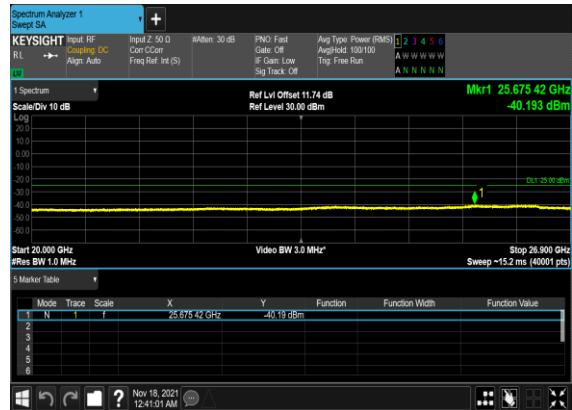 Spectrum Analyzer 1
Swept SA
+
KEYSIGHT Input: RF Input Z: 50 Ω #Atten: 30 dB PNO: Fast Avg Type: Power (RMS) 1 2 3 4 5 6
RL Coupling: DC Corr CCorr Gate: Off Avg|Hold: 100/100 A W W W W W
Align: Auto Freq Ref: Int (S) IF Gain: Low Trig: Free Run
Sig Track: Off A N N N N N
1 Spectrum Ref Lvl Offset 11.74 dB Mkr1 25.675 42 GHz
Scale/Div 10 dB Ref Level 30.00 dBm -40.193 dBm
Log
20.0
10.0
0.00
-10.0
-20.0
DL1 -25.00 dBm
-30.0
1
-40.0
-50.0
-60.0
Start 20.000 GHz Video BW 3.0 MHz* Stop 26.900 GHz
#Res BW 1.0 MHz Sweep ~15.2 ms (40001 pts)
5 Marker Table
Mode Trace Scale X Y Function Function Width Function Value
1 N 1 f 25.675 42 GHz -40.19 dBm
2
3
4
5
6
? Nov 18, 2021
12:41:01 AM